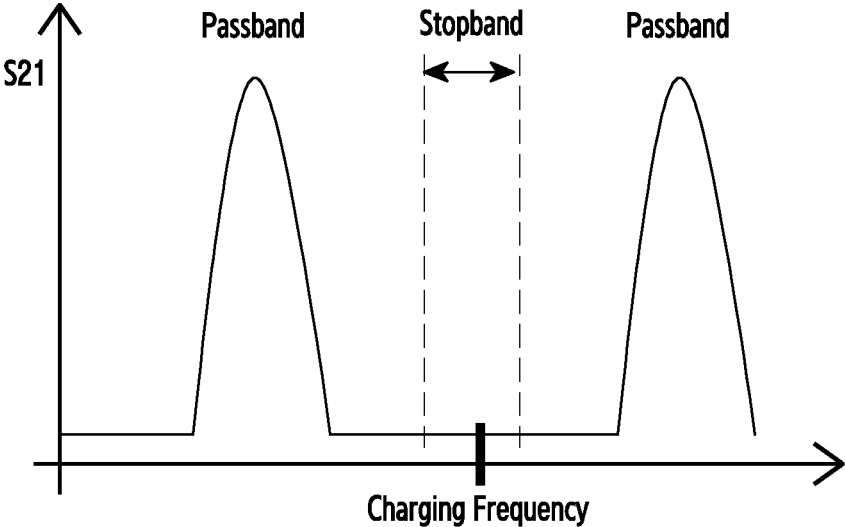 Passband
Stopband
Passband
S21
Charging Frequency